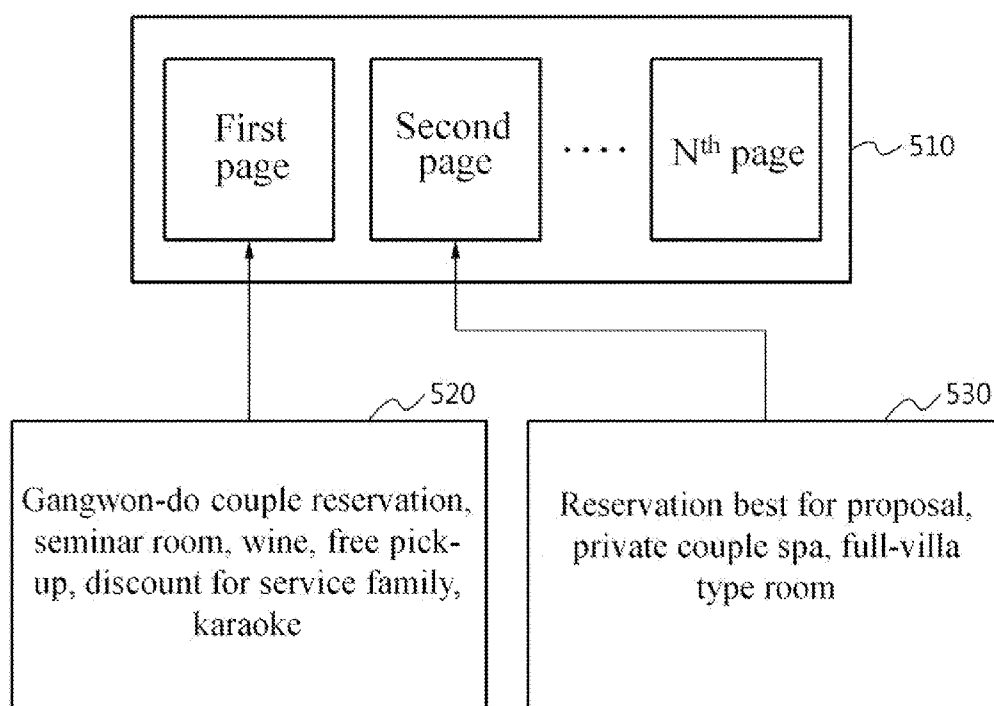 First
page
Second
page
....
Nth page
510
520
530
Gangwon-do couple reservation,
seminar room, wine, free pick-
up, discount for service family,
karaoke
Reservation best for proposal,
private couple spa, full-villa
type room